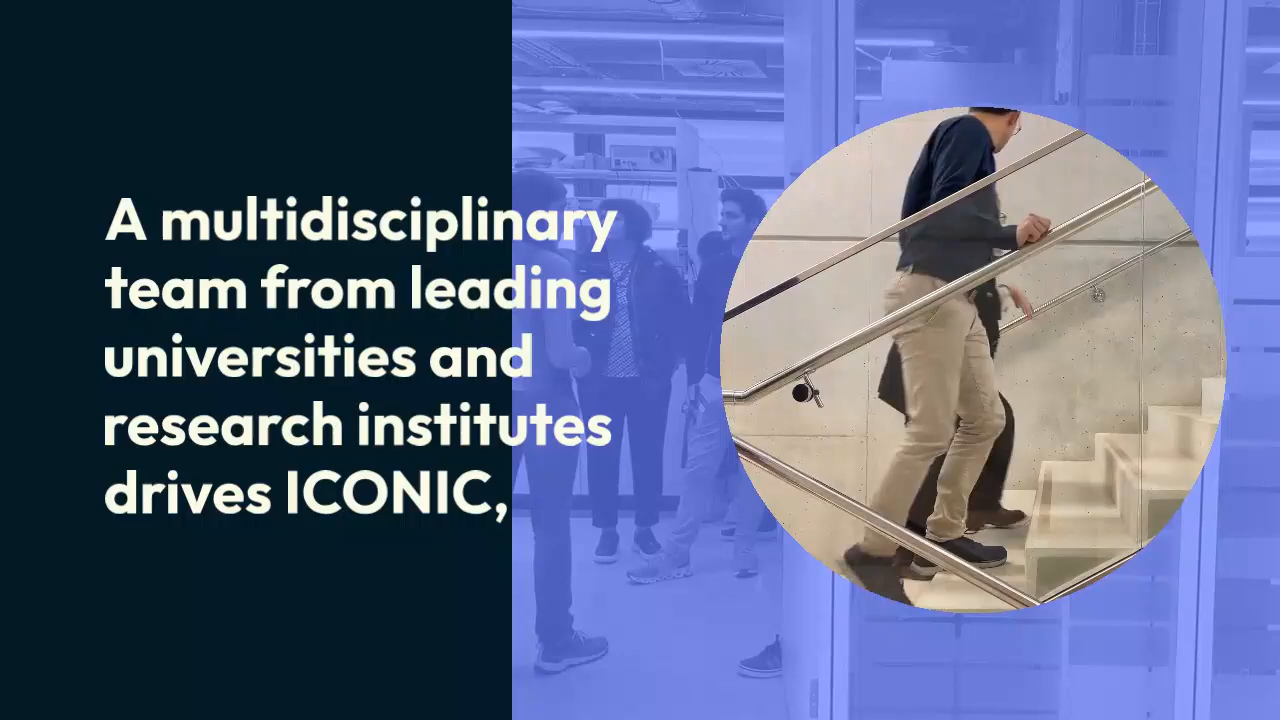 A multidisciplinary
team from leading
universities and
research institutes
drives ICONIC,